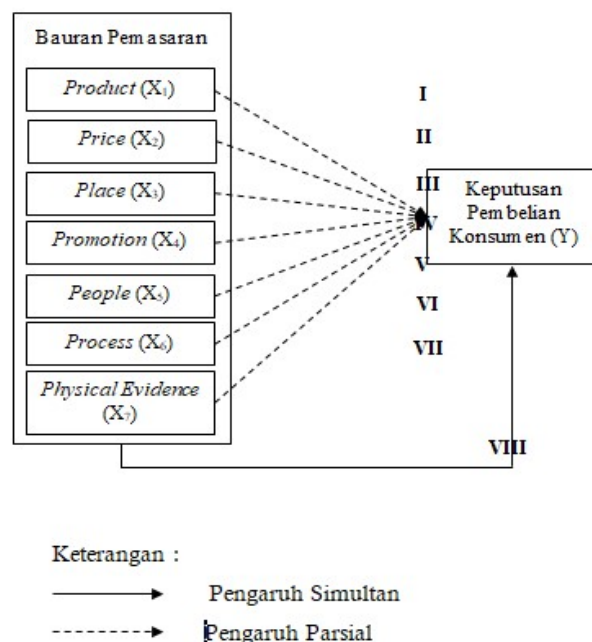 Bauran Pemasaran
Product (X₁)
Price (X₂)
Place (X₃)
Promotion (X₄)
People (X₅)
Process (X₆)
Physical Evidence
(X₇)
I
II
III
IV
V
VI
VII
Keputusan
Pembelian
Konsumen (Y)
VIII
Keterangan :
Pengaruh Simultan
Pengaruh Parsial